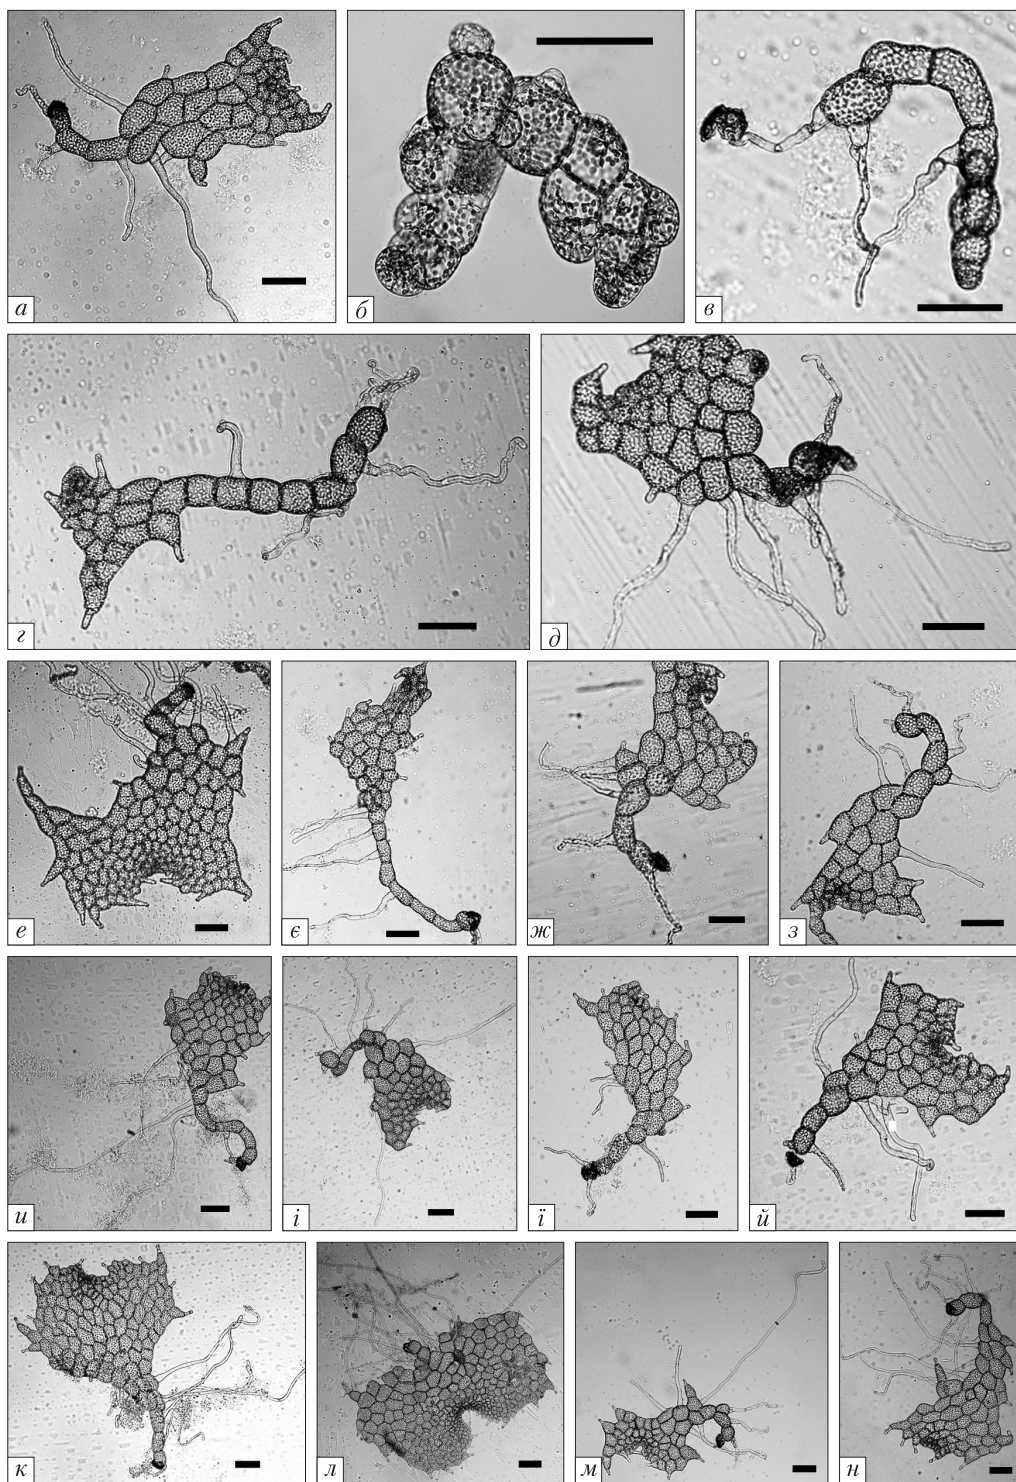 а б в
г д
е є ж з
и і ї й
к л м н